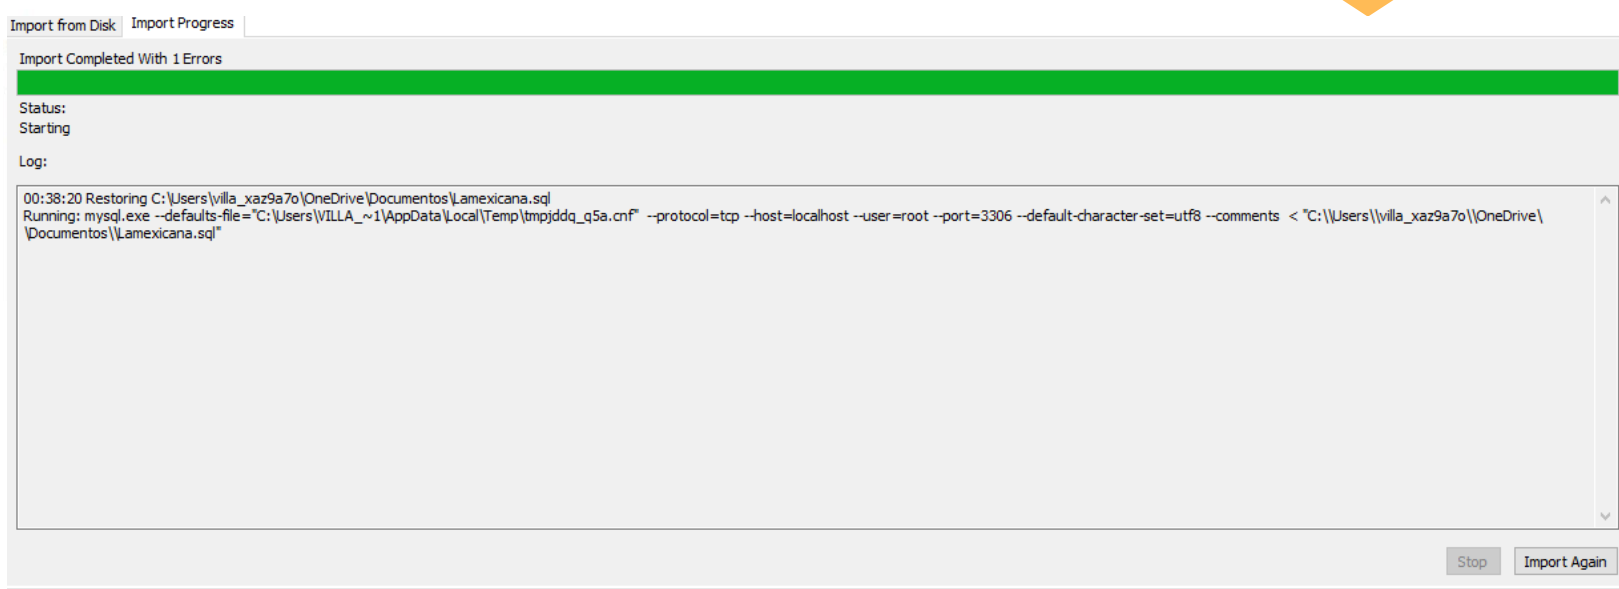 Import from Disk Import Progress
Import Completed With 1 Errors
Status:
Starting
Log:
00:38:20 Restoring C:\Users\villa_xaz9a7o\OneDrive\Documentos\Lamexicana.sql
Running: mysql.exe --defaults-file="C:\Users\VILLA_~1\AppData\Local\Temp\tmpjddq_q5a.cnf"  --protocol=tcp --host=localhost --user=root --port=3306 --default-character-set=utf8 --comments  < "C:\\Users\\villa_xaz9a7o\\OneDrive\
\Documentos\\Lamexicana.sql"
Stop Import Again